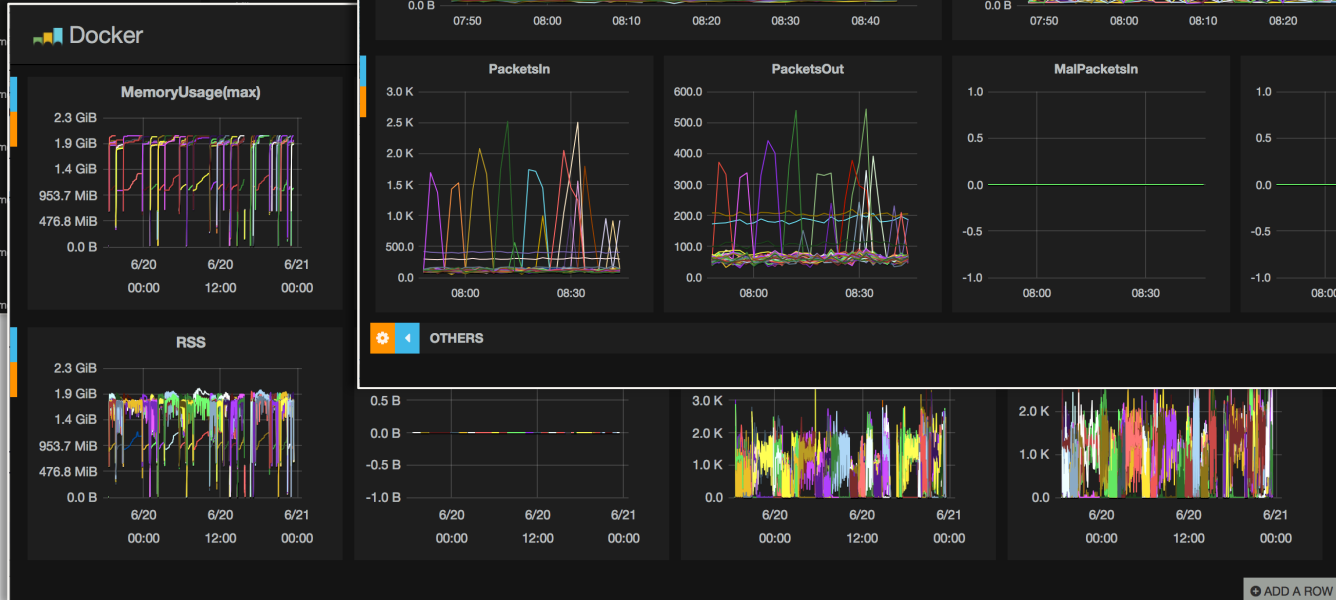 Docker
MemoryUsage(max)
2.3 GiB
1.9 GiB
1.4 GiB
953.7 MiB
476.8 MiB
0.0 B
6/20 6/20 6/21
00:00 12:00 00:00
RSS
2.3 GiB
1.9 GiB
1.4 GiB
953.7 MiB
476.8 MiB
0.0 B
6/20 6/20 6/21
00:00 12:00 00:00
0.0 B
07:50 08:00 08:10 08:20 08:30 08:40
0.0 B
07:50 08:00 08:10 08:20
PacketsIn
3.0 K
2.5 K
2.0 K
1.5 K
1.0 K
500.0
0.0
08:00 08:30
PacketsOut
600.0
500.0
400.0
300.0
200.0
100.0
0.0
08:00 08:30
MalPacketsIn
1.0
0.5
0.0
-0.5
-1.0
08:00 08:30
1.0
0.5
0.0
-0.5
-1.0
OTHERS
0.5 B
0.0 B
-0.5 B
-1.0 B
6/20 6/20 6/21
00:00 12:00 00:00
3.0 K
2.0 K
1.0 K
0.0
6/20 6/20 6/21
00:00 12:00 00:00
2.0 K
1.0 K
0.0
6/20 6/20 6/21
00:00 12:00 00:00
ADD A ROW